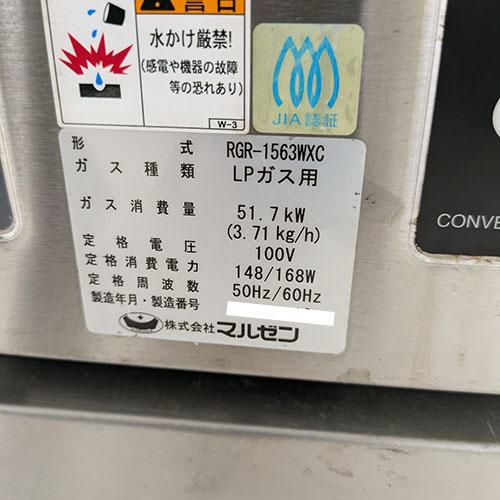 警告
水かけ厳禁!
(感電や機器の故障
等の恐れあり)
W-3
JIA認証
形式 RGR-1563WXC
ガス種類 LPガス用
ガス消費量 51.7kW
(3.71kg/h)
定格電圧 100V
定格消費電力 148/168W
定格周波数 50Hz/60Hz
製造年月・製造番号
株式会社マルゼン
CONVE